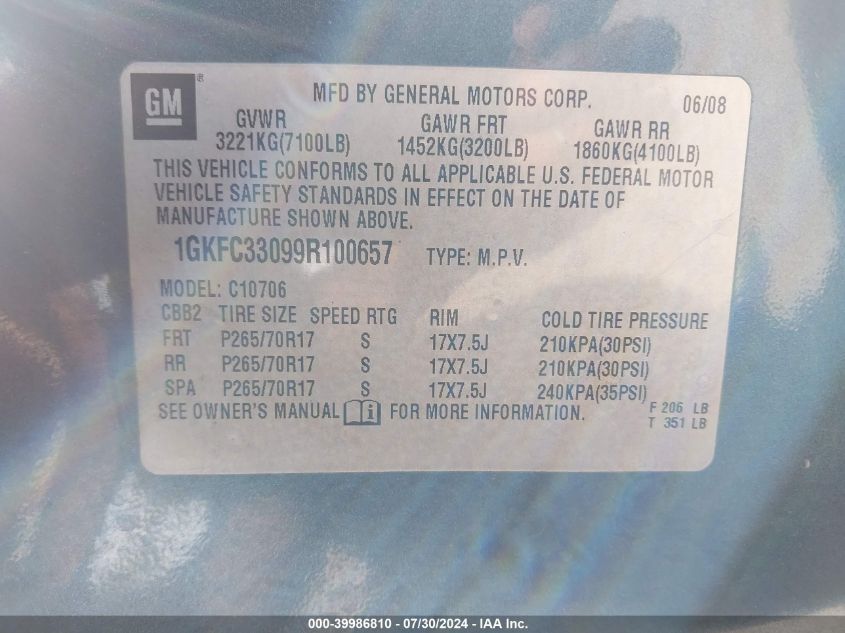 GM ® MFD BY GENERAL MOTORS CORP. 06/08
GVWR GAWR FRT GAWR RR
3221KG(7100LB) 1452KG(3200LB) 1860KG(4100LB)
THIS VEHICLE CONFORMS TO ALL APPLICABLE U.S. FEDERAL MOTOR
VEHICLE SAFETY STANDARDS IN EFFECT ON THE DATE OF
MANUFACTURE SHOWN ABOVE.
1GKFC33099R100657 TYPE: M.P.V.
MODEL: C10706
CBB2 TIRE SIZE SPEED RTG RIM COLD TIRE PRESSURE
FRT P265/70R17 S 17X7.5J 210KPA(30PSI)
RR P265/70R17 S 17X7.5J 210KPA(30PSI)
SPA P265/70R17 S 17X7.5J 240KPA(35PSI)
SEE OWNER'S MANUAL i FOR MORE INFORMATION.
F 206 LB
T 351 LB
000-39986810 - 07/30/2024 - IAA Inc.